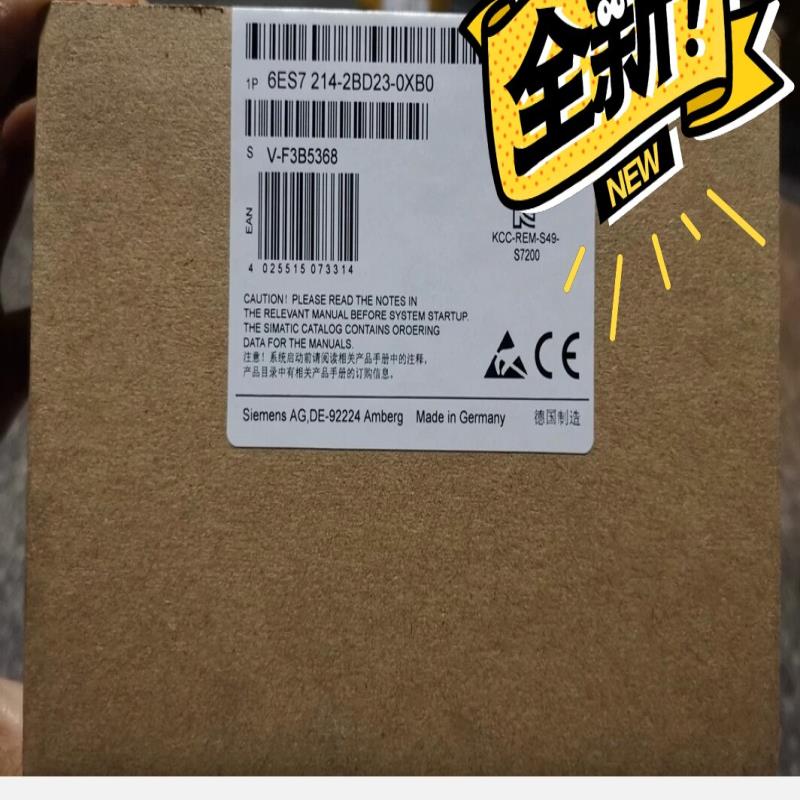 全新!
NEW
1P 6ES7 214-2BD23-0XB0
S V-F3B5368
EAN
4 025515 073314
KCC-REM-S49-
S7200
CAUTION! PLEASE READ THE NOTES IN
THE RELEVANT MANUAL BEFORE SYSTEM STARTUP.
THE SIMATIC CATALOG CONTAINS ORDERING
DATA FOR THE MANUALS.
注意! 系统启动前请阅读相关产品手册中的注释,
产品目录中有相关产品手册的订购信息。
CE
Siemens AG,DE-92224 Amberg Made in Germany 德国制造